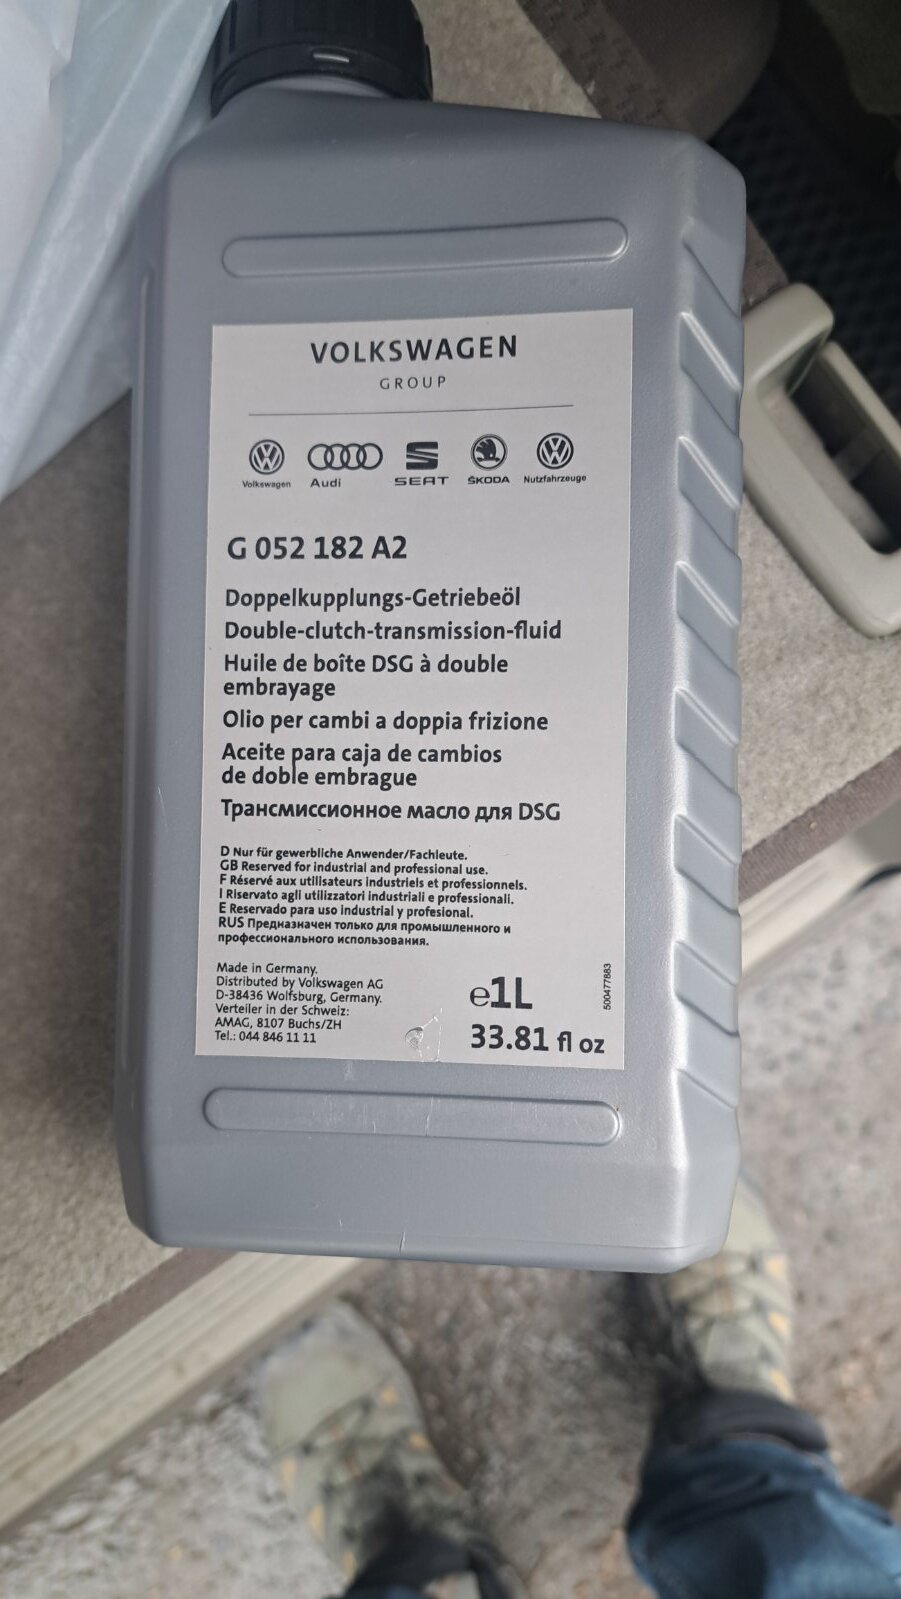 VOLKSWAGEN
GROUP
Volkswagen Audi SEAT ŠKODA Nutzfahrzeuge
G 052 182 A2
Doppelkupplungs-Getriebeöl
Double-clutch-transmission-fluid
Huile de boîte DSG à double
embrayage
Olio per cambi a doppia frizione
Aceite para caja de cambios
de doble embrague
Трансмиссионное масло для DSG
D Nur für gewerbliche Anwender/Fachleute.
GB Reserved for industrial and professional use.
F Réservé aux utilisateurs industriels et professionnels.
I Riservato agli utilizzatori industriali e professionali.
E Reservado para uso industrial y profesional.
RUS Предназначен только для промышленного и
профессионального использования.
Made in Germany.
Distributed by Volkswagen AG
D-38436 Wolfsburg, Germany.
Verteiler in der Schweiz:
AMAG, 8107 Buchs/ZH
Tel.: 044 846 11 11
e1L
33.81 fl oz
500477883